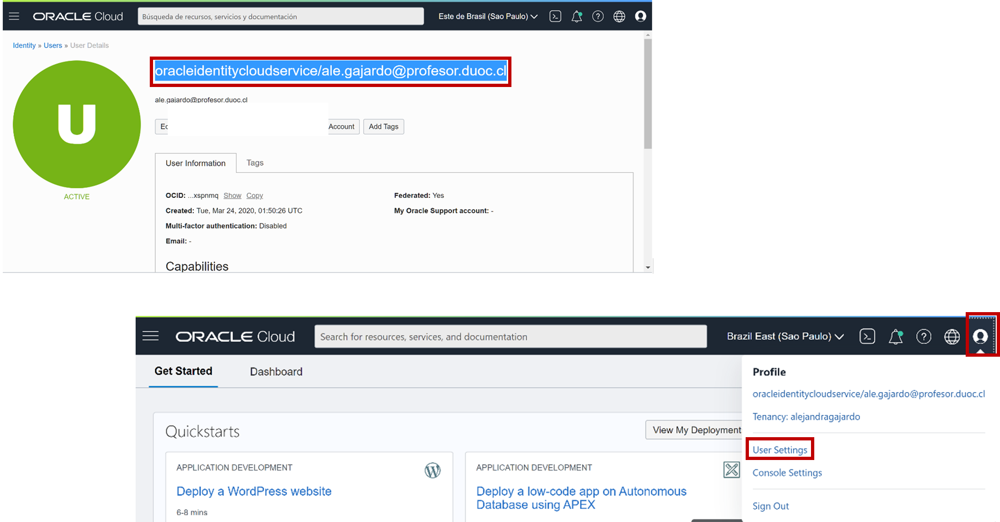 ORACLE Cloud
Búsqueda de recursos, servicios y documentación
Este de Brasil (Sao Paulo)
Identity » Users » User Details
oracleidentitycloudservice/ale.gajardo@profesor.duoc.cl
ale.gajardo@profesor.duoc.cl
U
Account
Add Tags
ACTIVE
User Information
Tags
OCID: ...xspnmq Show Copy
Federated: Yes
Created: Tue, Mar 24, 2020, 01:50:26 UTC
My Oracle Support account: -
Multi-factor authentication: Disabled
Email: -
Capabilities
ORACLE Cloud
Search for resources, services, and documentation
Brazil East (Sao Paulo)
Get Started
Dashboard
Profile
oracleidentitycloudservice/ale.gajardo@profesor.duoc.cl
Tenancy: alejandragajardo
User Settings
Console Settings
Sign Out
Quickstarts
View My Deployment
APPLICATION DEVELOPMENT
Deploy a WordPress website
6-8 mins
APPLICATION DEVELOPMENT
Deploy a low-code app on Autonomous
Database using APEX